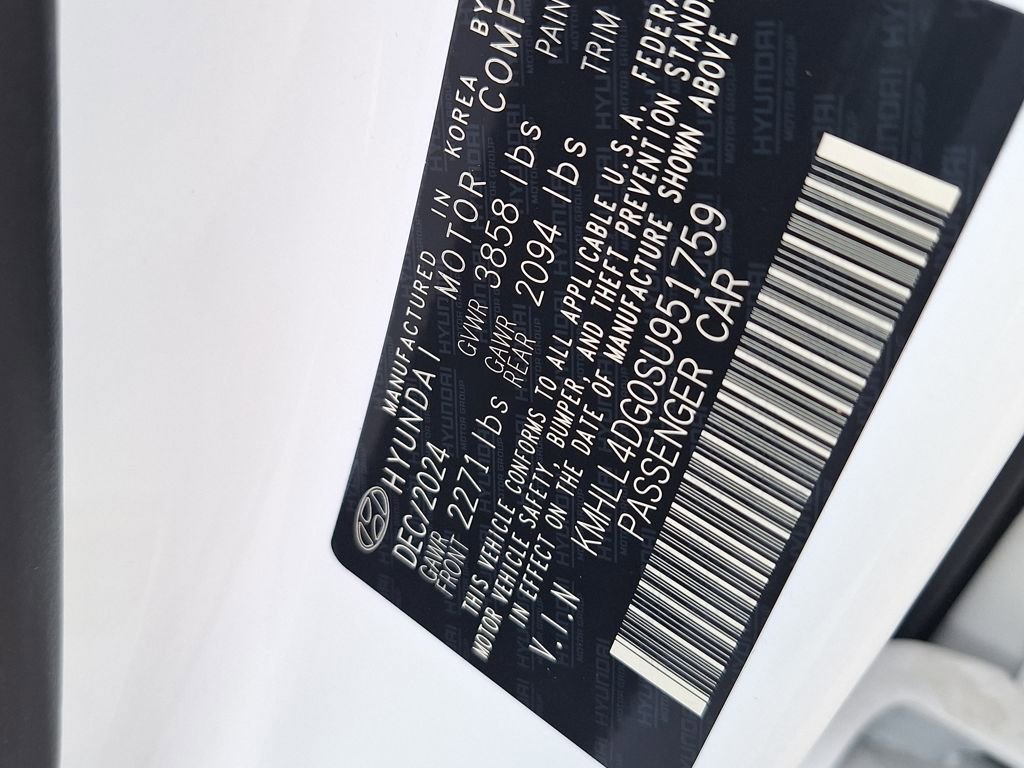 MANUFACTURED IN KOREA BY
HYUNDAI MOTOR COMP
DEC/2024 GVWR 3858 lbs PAIN
GAWR FRONT 2271 lbs GAWR REAR 2094 lbs TRIM
THIS VEHICLE CONFORMS TO ALL APPLICABLE U.S.A. FEDERA
MOTOR VEHICLE SAFETY, BUMPER, AND THEFT PREVENTION STANDA
IN EFFECT ON THE DATE OF MANUFACTURE SHOWN ABOVE
V.I.N KMHLL4DG0SU951759
PASSENGER CAR